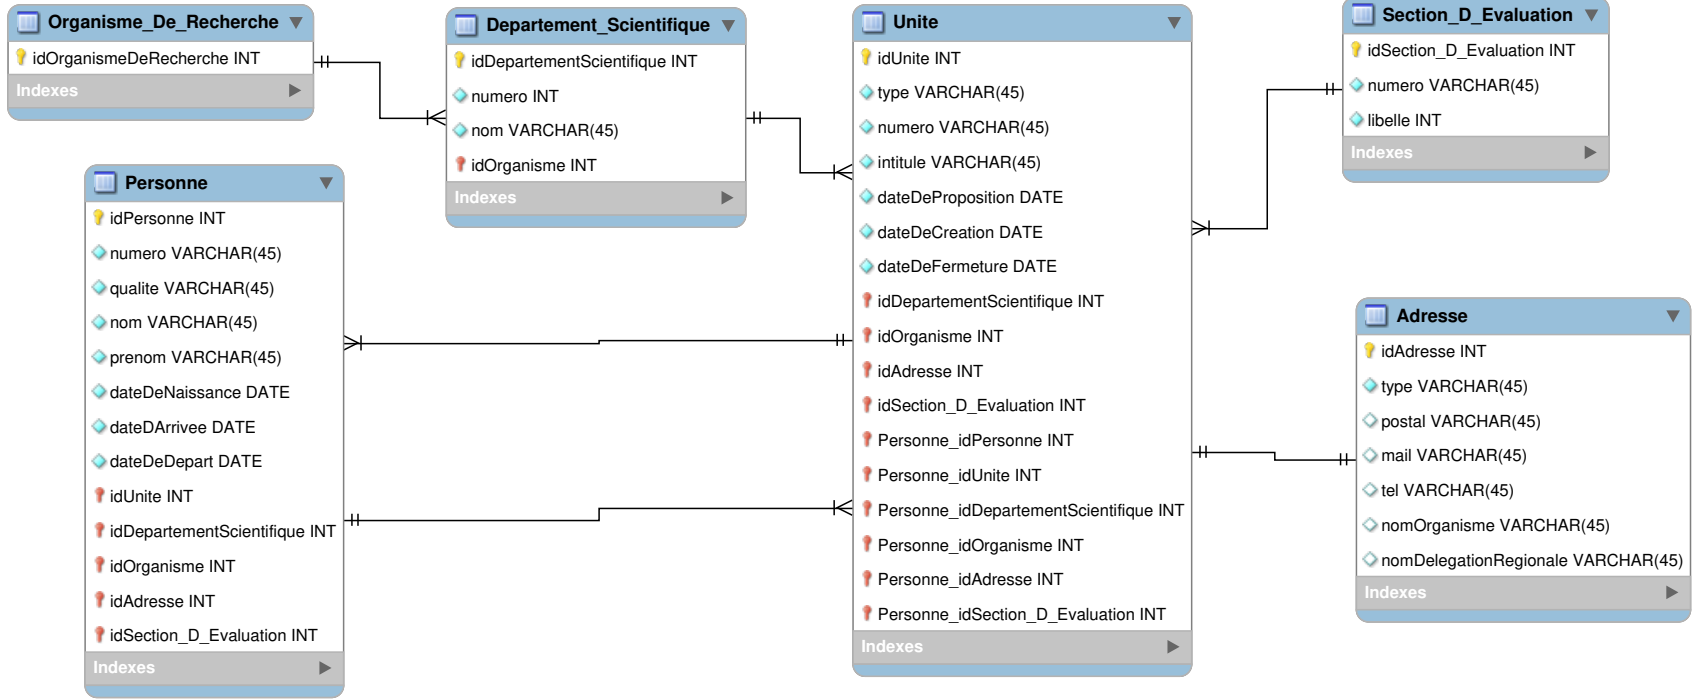 Organisme_De_Recherche
idOrganismeDeRecherche INT
Indexes
Departement_Scientifique
idDepartementScientifique INT
numero INT
nom VARCHAR(45)
idOrganisme INT
Indexes
Unite
idUnite INT
type VARCHAR(45)
numero VARCHAR(45)
intitule VARCHAR(45)
dateDeProposition DATE
dateDeCreation DATE
dateDeFermeture DATE
idDepartementScientifique INT
idOrganisme INT
idAdresse INT
idSection_D_Evaluation INT
Personne_idPersonne INT
Personne_idUnite INT
Personne_idDepartementScientifique INT
Personne_idOrganisme INT
Personne_idAdresse INT
Personne_idSection_D_Evaluation INT
Indexes
Section_D_Evaluation
idSection_D_Evaluation INT
numero VARCHAR(45)
libelle INT
Indexes
Personne
idPersonne INT
numero VARCHAR(45)
qualite VARCHAR(45)
nom VARCHAR(45)
prenom VARCHAR(45)
dateDeNaissance DATE
dateDArrivee DATE
dateDeDepart DATE
idUnite INT
idDepartementScientifique INT
idOrganisme INT
idAdresse INT
idSection_D_Evaluation INT
Indexes
Adresse
idAdresse INT
type VARCHAR(45)
postal VARCHAR(45)
mail VARCHAR(45)
tel VARCHAR(45)
nomOrganisme VARCHAR(45)
nomDelegationRegionale VARCHAR(45)
Indexes